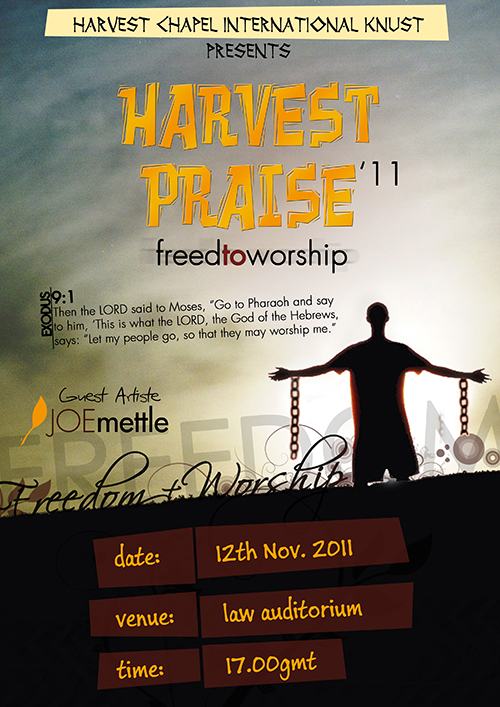 HARVEST CHAPEL INTERNATIONAL KNUST
PRESENTS
HARVEST
PRAISE '11
freedtoworship
EXODUS 9:1
Then the LORD said to Moses, "Go to Pharaoh and say
to him, 'This is what the LORD, the God of the Hebrews,
says: "Let my people go, so that they may worship me."
Guest Artiste
JOEmettle
FREEDOM
Freedom + Worship
date: 12th Nov. 2011
venue: law auditorium
time: 17.00gmt